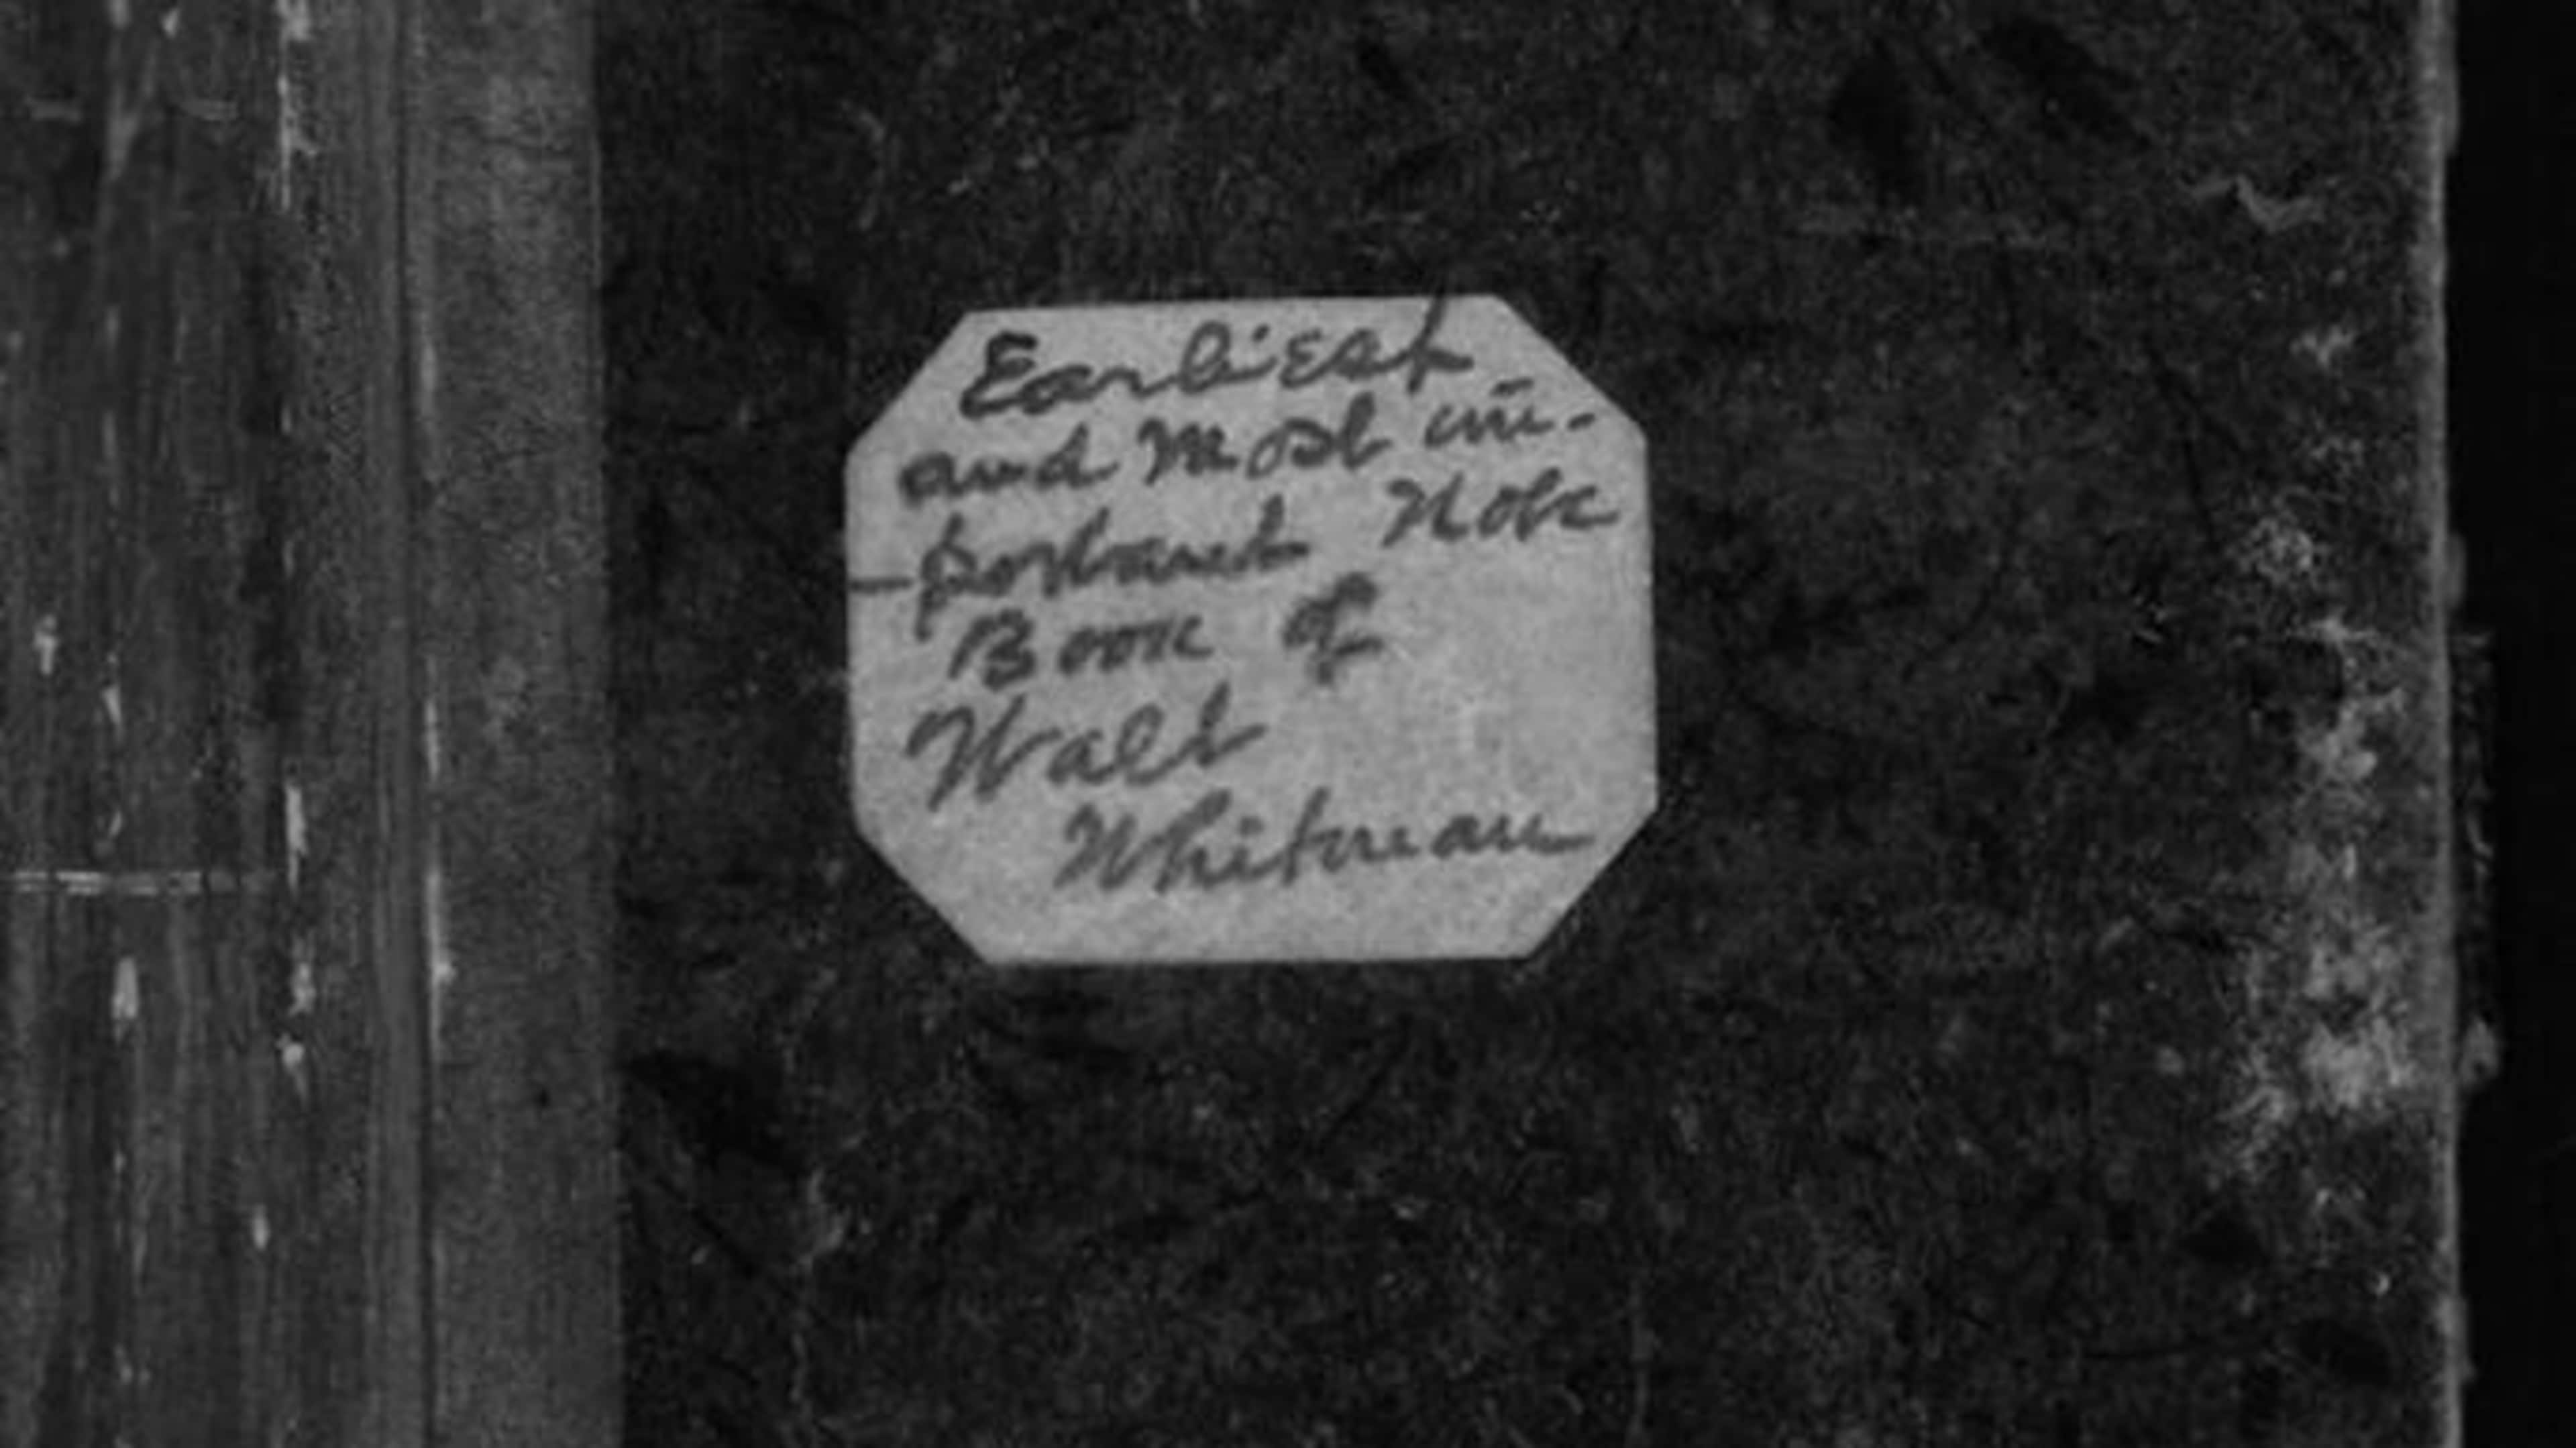 Earliest
and Most im-
-portant Note
Book of
Walt
Whitman